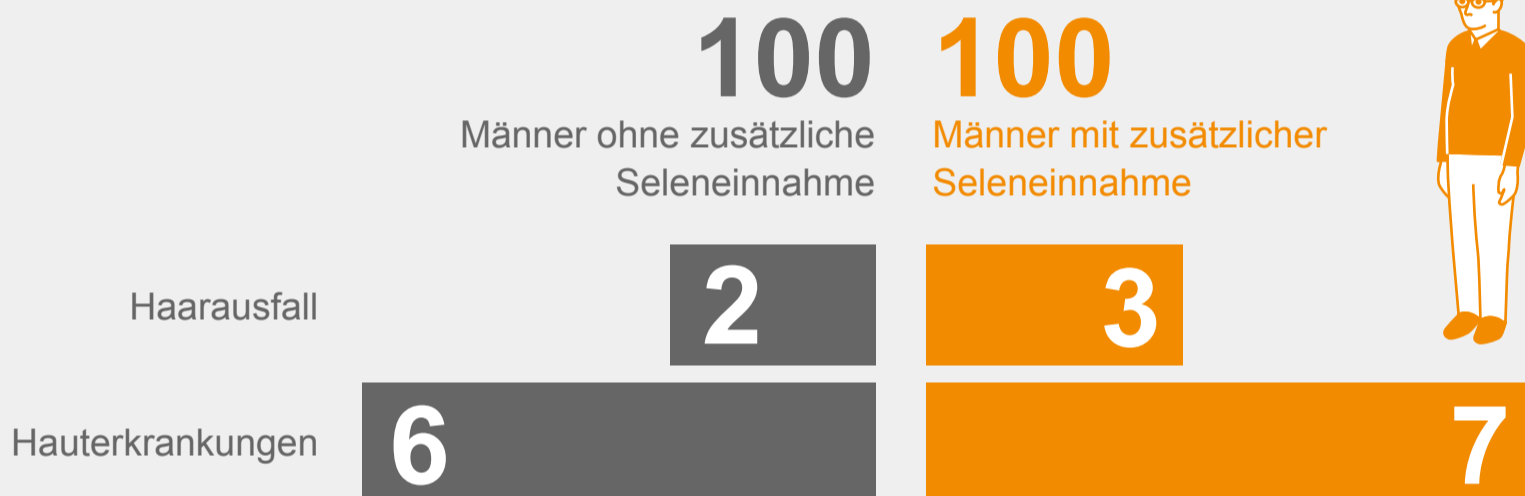 100 100
Männer ohne zusätzliche Männer mit zusätzlicher
Seleneinnahme Seleneinnahme
Haarausfall 2 3
Hauterkrankungen 6 7